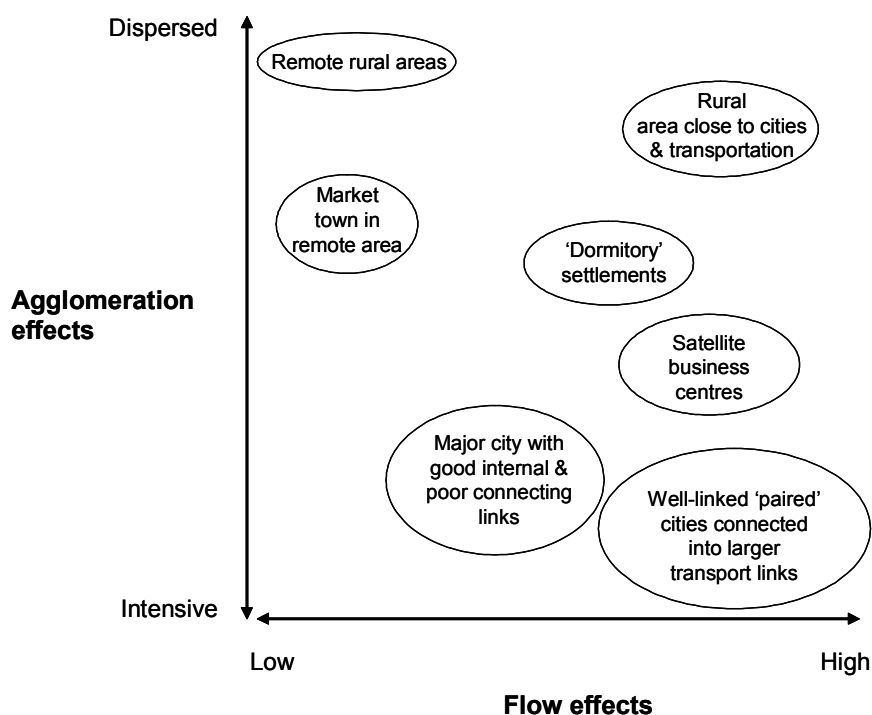 Dispersed
Remote rural areas
Rural
area close to cities
& transportation
Market
town in
remote area
‘Dormitory’
settlements
Agglomeration
effects
Satellite
business
centres
Major city with
good internal &
poor connecting
links
Well-linked ‘paired’
cities connected
into larger
transport links
Intensive
Low
High
Flow effects